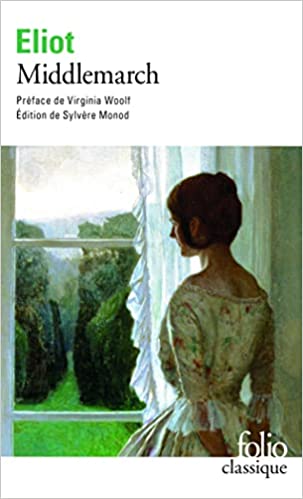 Eliot
Middlemarch
Préface de Virginia Woolf
Édition de Sylvère Monod
folio
classique